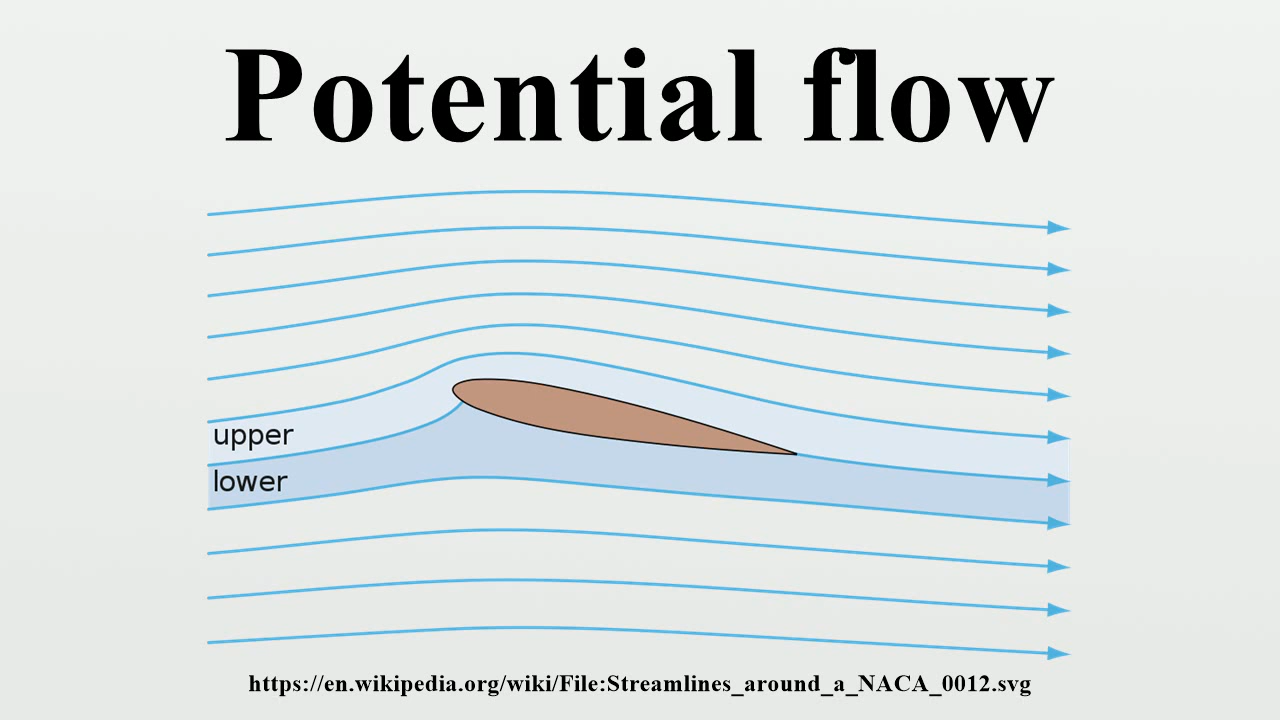 Potential flow
upper
lower
https://en.wikipedia.org/wiki/File:Streamlines_around_a_NACA_0012.svg